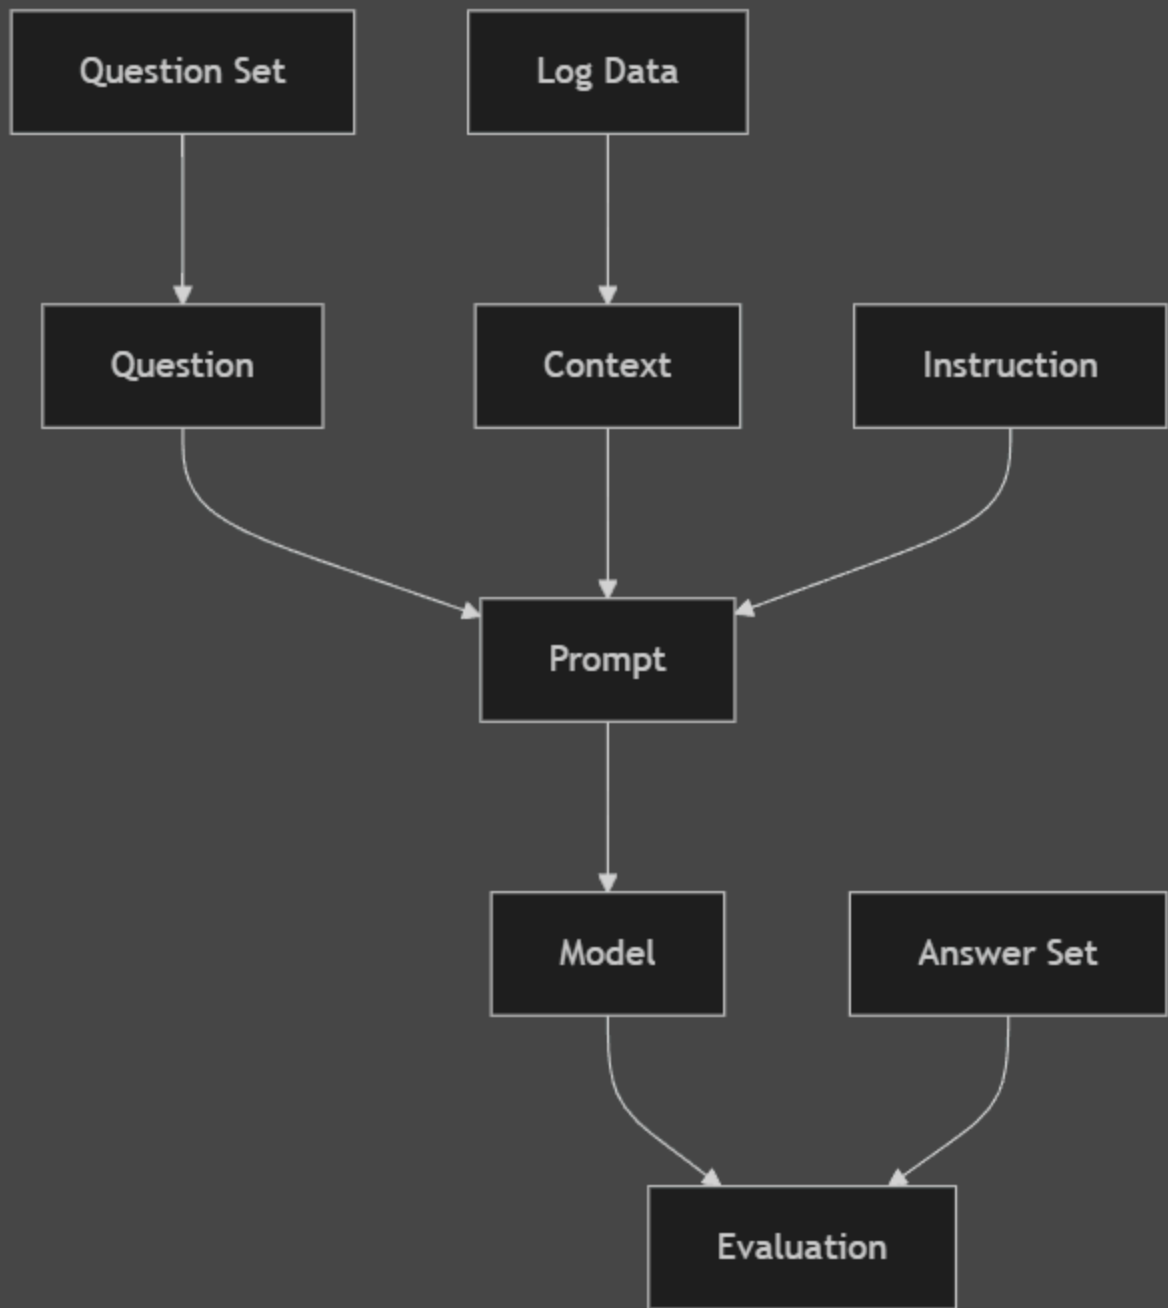 Question Set
Log Data
Question
Context
Instruction
Prompt
Model
Answer Set
Evaluation